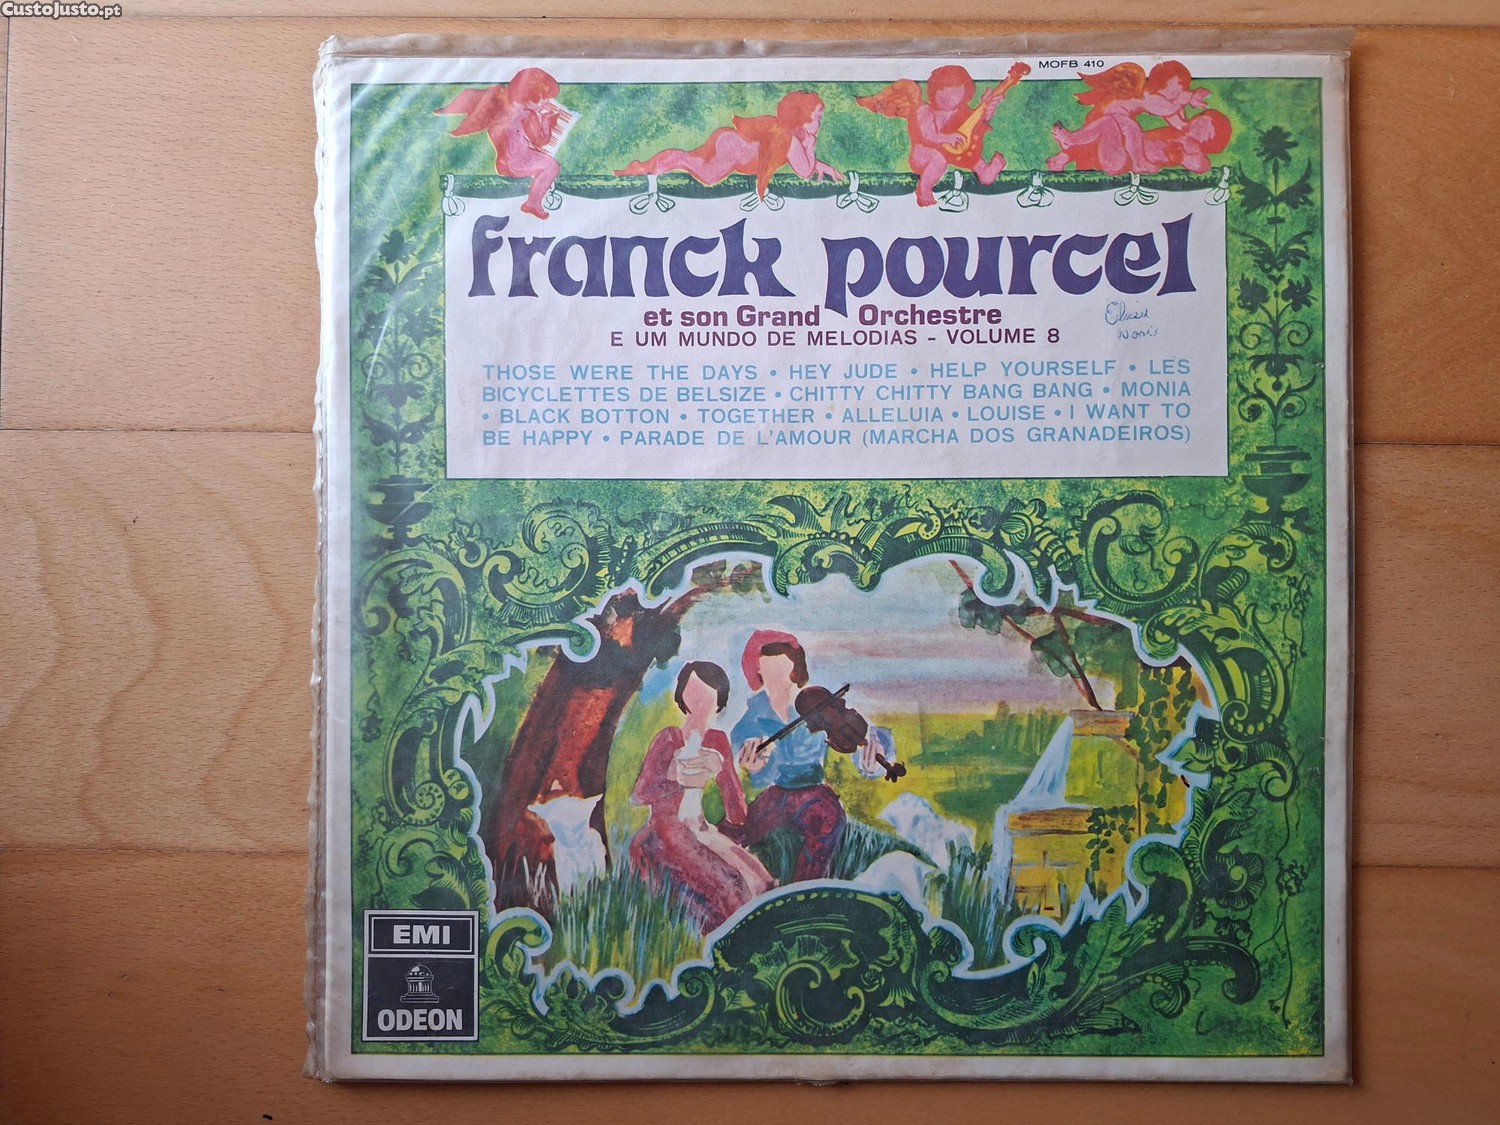 CustoJusto.pt
MOFB 410
franck pourcel
et son Grand Orchestre
E UM MUNDO DE MELODIAS - VOLUME 8
THOSE WERE THE DAYS • HEY JUDE • HELP YOURSELF • LES
BICYCLETTES DE BELSIZE • CHITTY CHITTY BANG BANG • MONIA
• BLACK BOTTON • TOGETHER • ALLELUIA • LOUISE • I WANT TO
BE HAPPY • PARADE DE L'AMOUR (MARCHA DOS GRANADEIROS)
EMI
ODEON